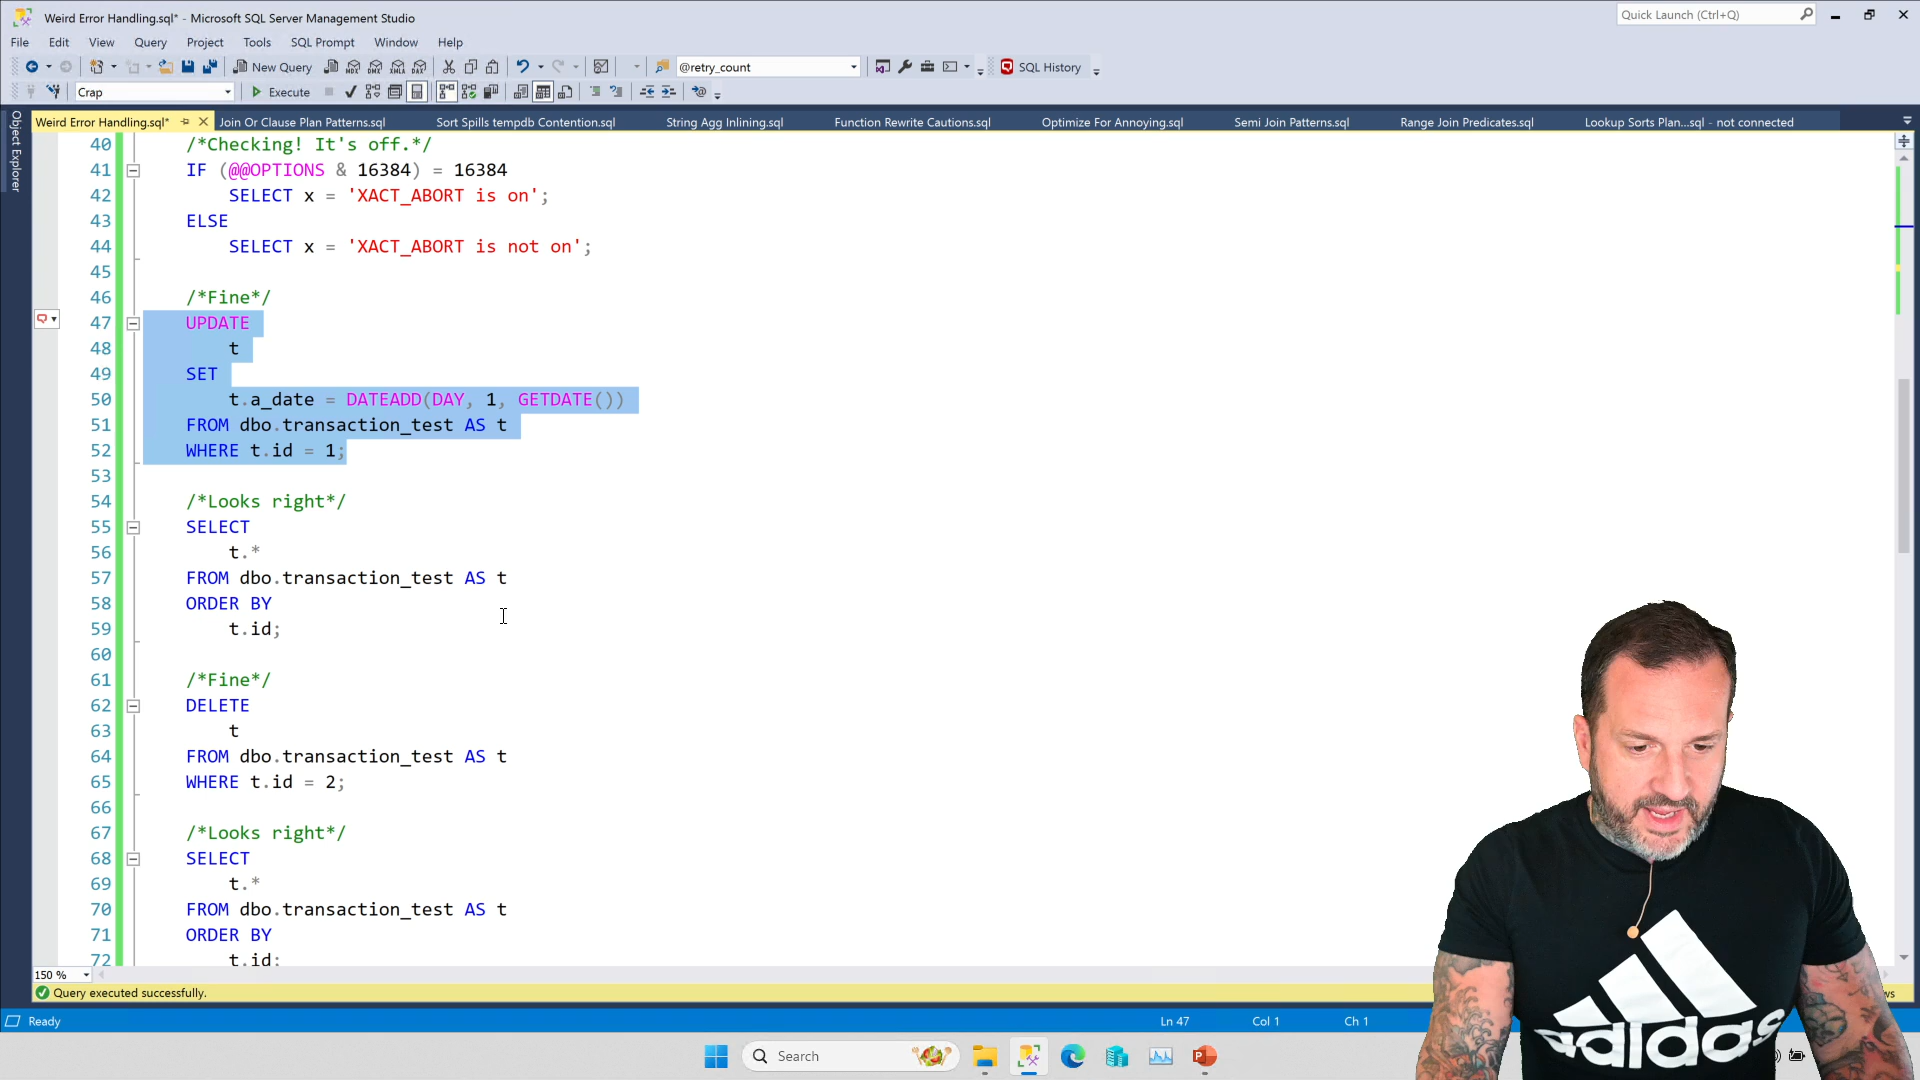 Weird Error Handling.sql* - Microsoft SQL Server Management Studio
Quick Launch (Ctrl+Q)
File Edit View Query Project Tools SQL Prompt Window Help
New Query MDX DMX XMLA DAX @retry_count SQL History
Crap Execute
Weird Error Handling.sql* Join Or Clause Plan Patterns.sql Sort Spills tempdb Contention.sql String Agg Inlining.sql Function Rewrite Cautions.sql Optimize For Annoying.sql Semi Join Patterns.sql Range Join Predicates.sql Lookup Sorts Plan...sql - not connected
Object Explorer
40 /*Checking! It's off.*/
41 IF (@@OPTIONS & 16384) = 16384
42 SELECT x = 'XACT_ABORT is on';
43 ELSE
44 SELECT x = 'XACT_ABORT is not on';
45
46 /*Fine*/
47 UPDATE
48 t
49 SET
50 t.a_date = DATEADD(DAY, 1, GETDATE())
51 FROM dbo.transaction_test AS t
52 WHERE t.id = 1;
53
54 /*Looks right*/
55 SELECT
56 t.*
57 FROM dbo.transaction_test AS t
58 ORDER BY
59 t.id;
60
61 /*Fine*/
62 DELETE
63 t
64 FROM dbo.transaction_test AS t
65 WHERE t.id = 2;
66
67 /*Looks right*/
68 SELECT
69 t.*
70 FROM dbo.transaction_test AS t
71 ORDER BY
72 t.id;
150 %
Query executed successfully.
Ready Ln 47 Col 1 Ch 1
Search
adidas